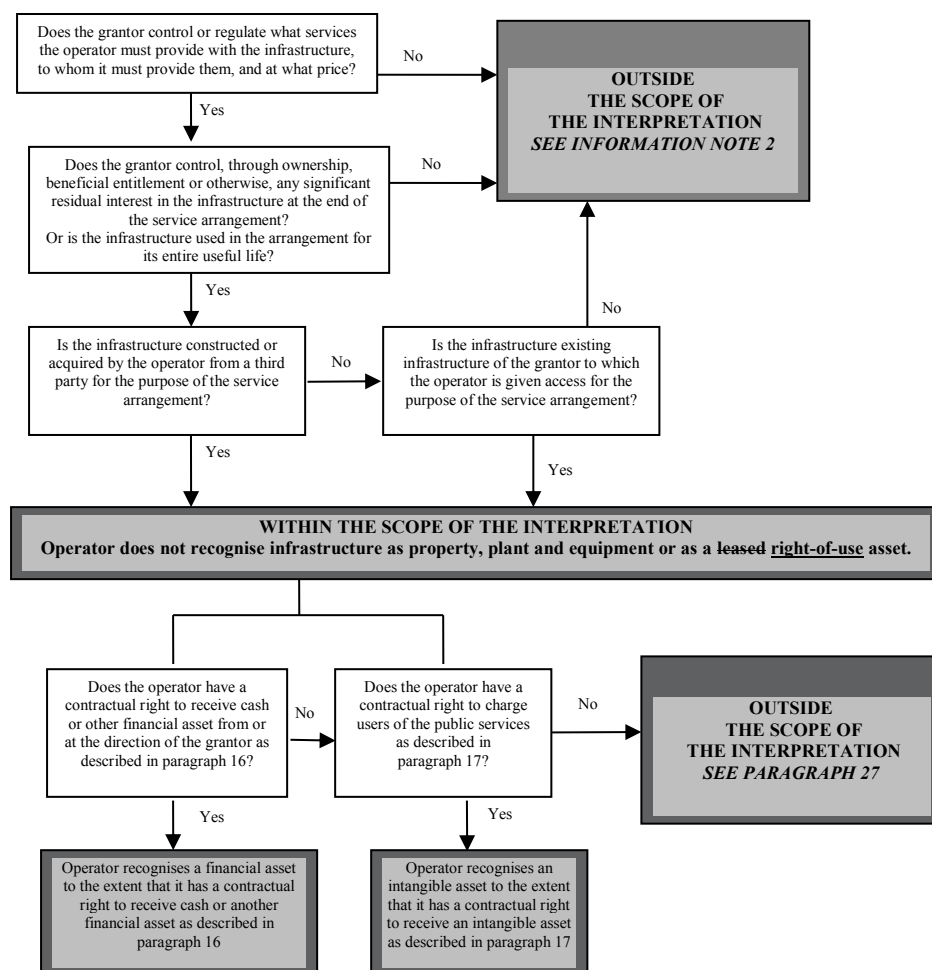 Does the grantor control or regulate what services
the operator must provide with the infrastructure,
to whom it must provide them, and at what price?
No
OUTSIDE
THE SCOPE OF
THE INTERPRETATION
SEE INFORMATION NOTE 2
Yes
Does the grantor control, through ownership,
beneficial entitlement or otherwise, any significant
residual interest in the infrastructure at the end of
the service arrangement?
Or is the infrastructure used in the arrangement for
its entire useful life?
No
Yes
No
Is the infrastructure constructed or
acquired by the operator from a third
party for the purpose of the service
arrangement?
No
Is the infrastructure existing
infrastructure of the grantor to which
the operator is given access for the
purpose of the service arrangement?
Yes
Yes
WITHIN THE SCOPE OF THE INTERPRETATION
Operator does not recognise infrastructure as property, plant and equipment or as a leased right-of-use asset.
Does the operator have a
contractual right to receive cash
or other financial asset from or
at the direction of the grantor as
described in paragraph 16?
No
Does the operator have a
contractual right to charge
users of the public services
as described in
paragraph 17?
No
OUTSIDE
THE SCOPE OF
THE INTERPRETATION
SEE PARAGRAPH 27
Yes
Yes
Operator recognises a financial asset
to the extent that it has a contractual
right to receive cash or another
financial asset as described in
paragraph 16
Operator recognises an
intangible asset to the extent
that it has a contractual right
to receive an intangible asset
as described in paragraph 17